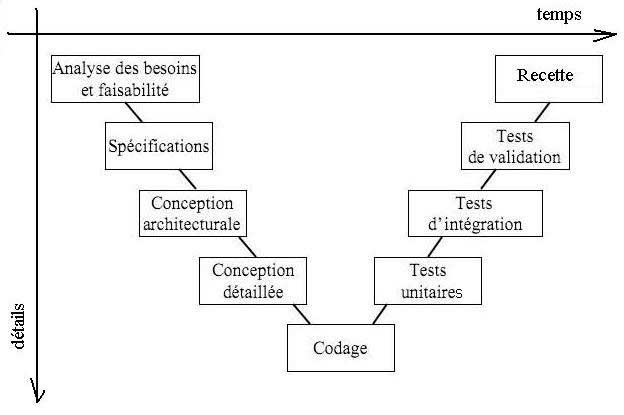 temps
Analyse des besoins
et faisabilité
Recette
Spécifications
Tests
de validation
Conception
architecturale
Tests
d'intégration
Conception
détaillée
Tests
unitaires
Codage
détails